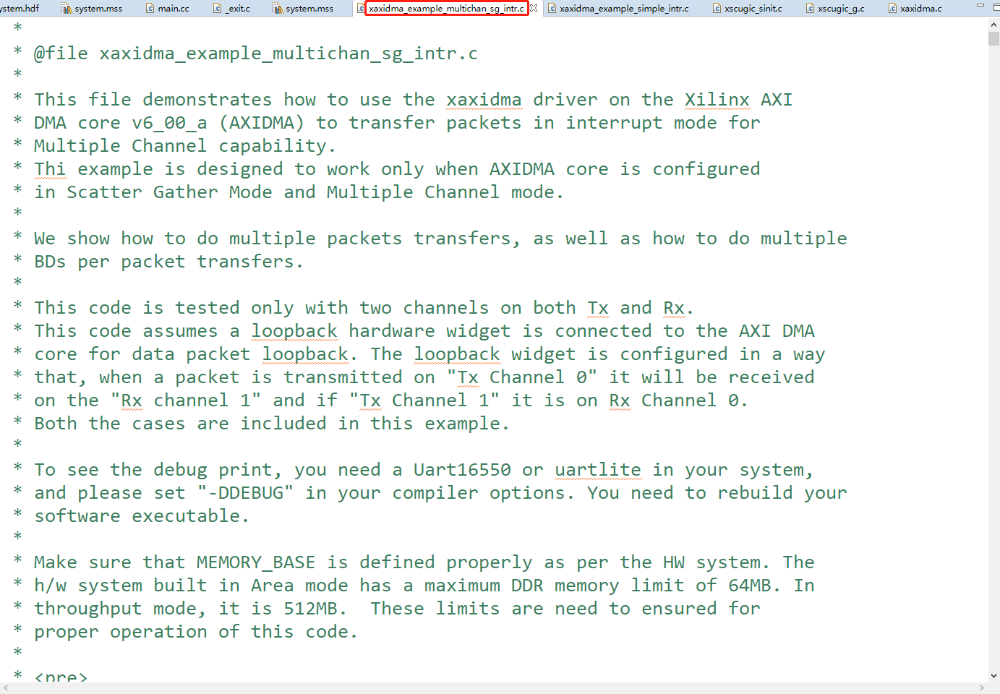 ystem.hdf system.mss main.cc _exit.c system.mss xaxidma_example_multichan_sg_intr.c xaxidma_example_simple_intr.c xscugic_sinit.c xscugic_g.c xaxidma.c
*
* @file xaxidma_example_multichan_sg_intr.c
*
* This file demonstrates how to use the xaxidma driver on the Xilinx AXI
* DMA core v6_00_a (AXIDMA) to transfer packets in interrupt mode for
* Multiple Channel capability.
* Thi example is designed to work only when AXIDMA core is configured
* in Scatter Gather Mode and Multiple Channel mode.
*
* We show how to do multiple packets transfers, as well as how to do multiple
* BDs per packet transfers.
*
* This code is tested only with two channels on both Tx and Rx.
* This code assumes a loopback hardware widget is connected to the AXI DMA
* core for data packet loopback. The loopback widget is configured in a way
* that, when a packet is transmitted on "Tx Channel 0" it will be received
* on the "Rx channel 1" and if "Tx Channel 1" it is on Rx Channel 0.
* Both the cases are included in this example.
*
* To see the debug print, you need a Uart16550 or uartlite in your system,
* and please set "-DDEBUG" in your compiler options. You need to rebuild your
* software executable.
*
* Make sure that MEMORY_BASE is defined properly as per the HW system. The
* h/w system built in Area mode has a maximum DDR memory limit of 64MB. In
* throughput mode, it is 512MB.  These limits are need to ensured for
* proper operation of this code.
*
* <pre>